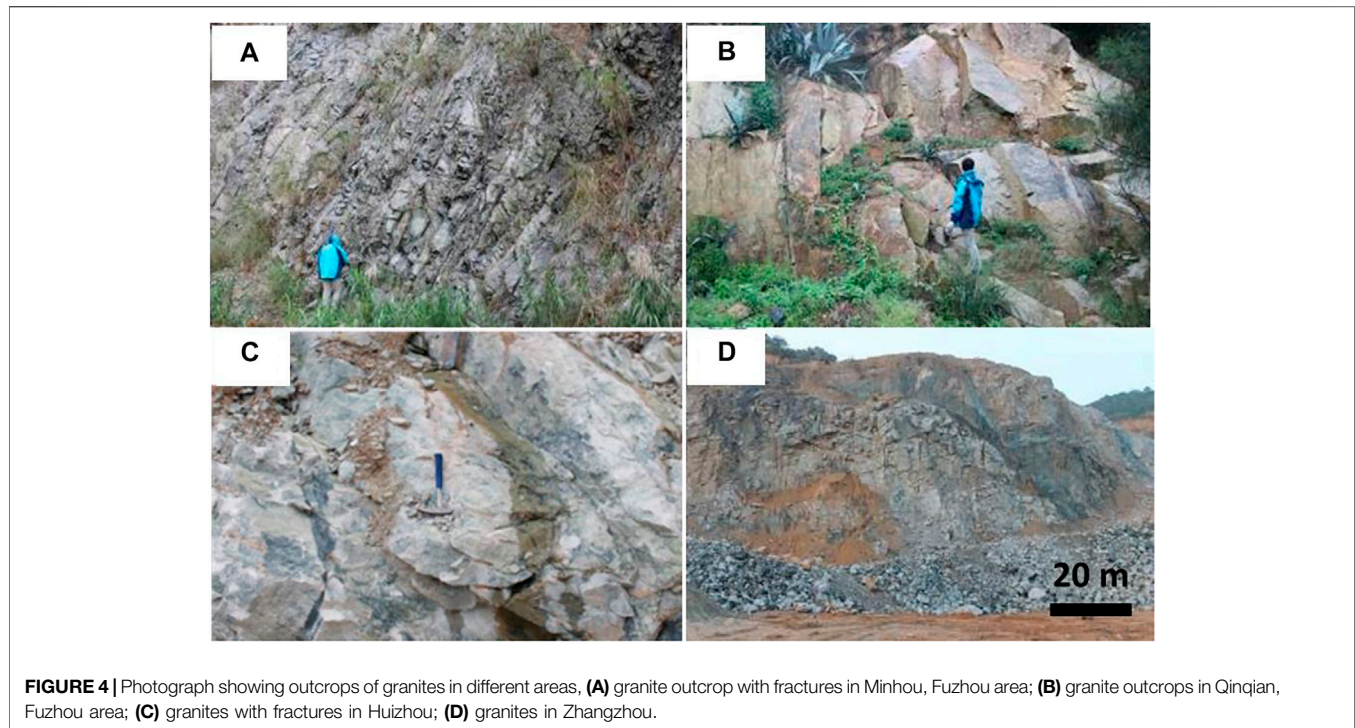 A
B
C
D
20 m
FIGURE 4 | Photograph showing outcrops of granites in different areas, (A) granite outcrop with fractures in Minhou, Fuzhou area; (B) granite outcrops in Qinqian,
Fuzhou area; (C) granites with fractures in Huizhou; (D) granites in Zhangzhou.